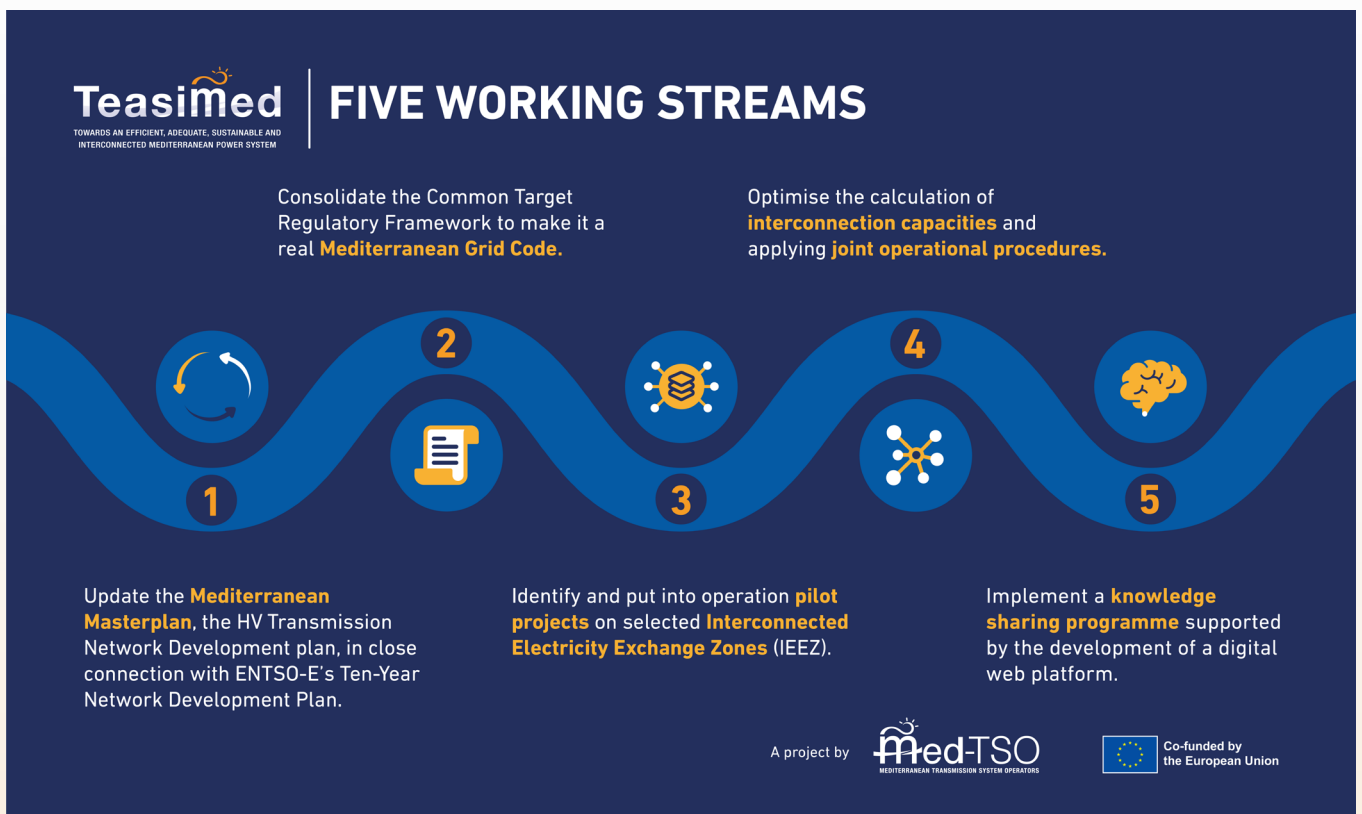 Teasimed
TOWARDS AN EFFICIENT, ADEQUATE, SUSTAINABLE AND
INTERCONNECTED MEDITERRANEAN POWER SYSTEM
FIVE WORKING STREAMS
Consolidate the Common Target
Regulatory Framework to make it a
real Mediterranean Grid Code.
Optimise the calculation of
interconnection capacities and
applying joint operational procedures.
1
2
3
4
5
Update the Mediterranean
Masterplan, the HV Transmission
Network Development plan, in close
connection with ENTSO-E's Ten-Year
Network Development Plan.
Identify and put into operation pilot
projects on selected Interconnected
Electricity Exchange Zones (IEEZ).
Implement a knowledge
sharing programme supported
by the development of a digital
web platform.
A project by
med-TSO
MEDITERRANEAN TRANSMISSION SYSTEM OPERATORS
Co-funded by
the European Union